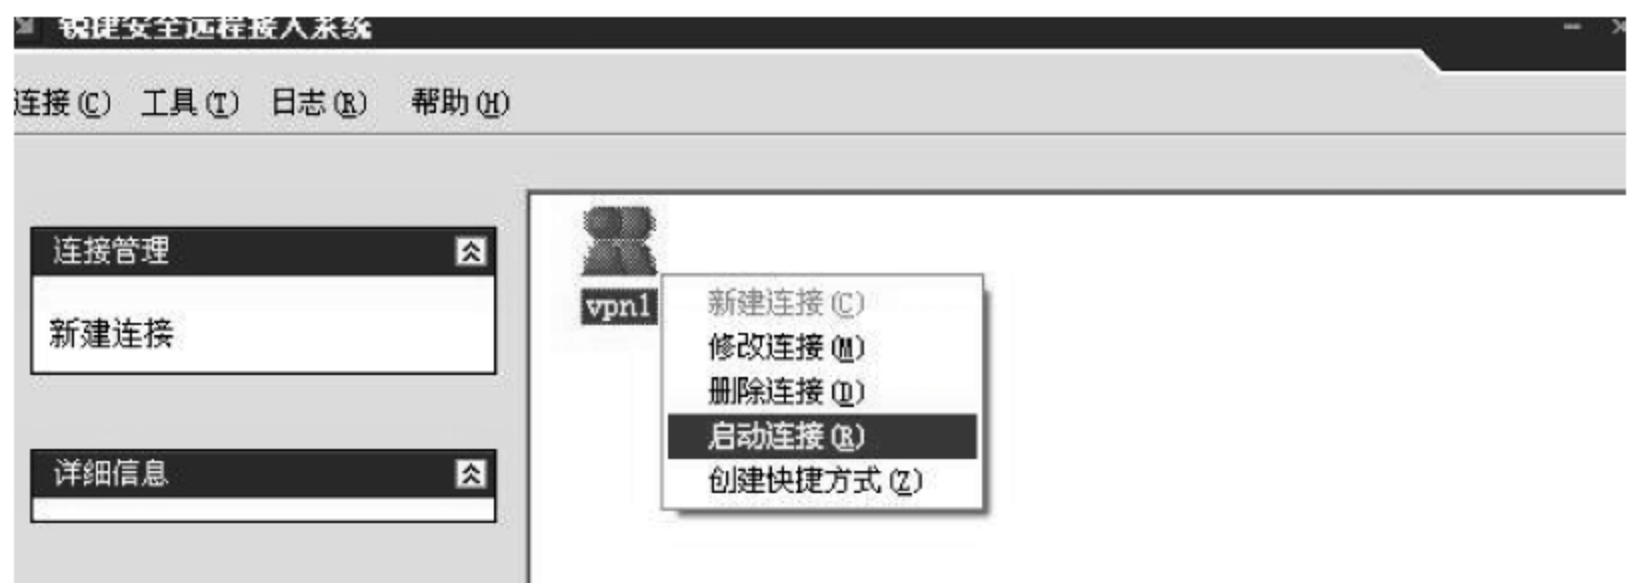 锐捷安全远程接入系统
连接(C) 工具(T) 日志(R) 帮助(H)
连接管理
新建连接
详细信息
vpn1
新建连接(C)
修改连接(M)
删除连接(D)
启动连接(R)
创建快捷方式(Z)